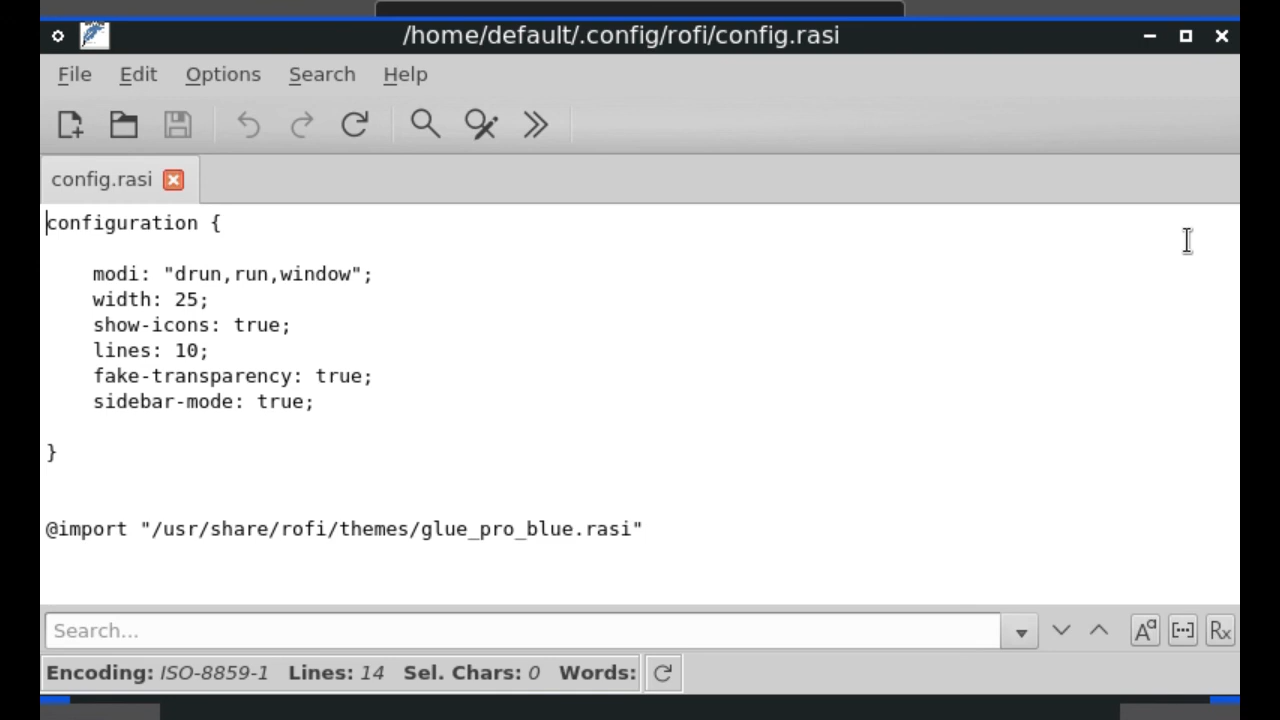 /home/default/.config/rofi/config.rasi
File Edit Options Search Help
config.rasi
configuration {
    modi: "drun,run,window";
    width: 25;
    show-icons: true;
    lines: 10;
    fake-transparency: true;
    sidebar-mode: true;
}
@import "/usr/share/rofi/themes/glue_pro_blue.rasi"
Search...
Aª [··] Rx
Encoding: ISO-8859-1 Lines: 14 Sel. Chars: 0 Words: